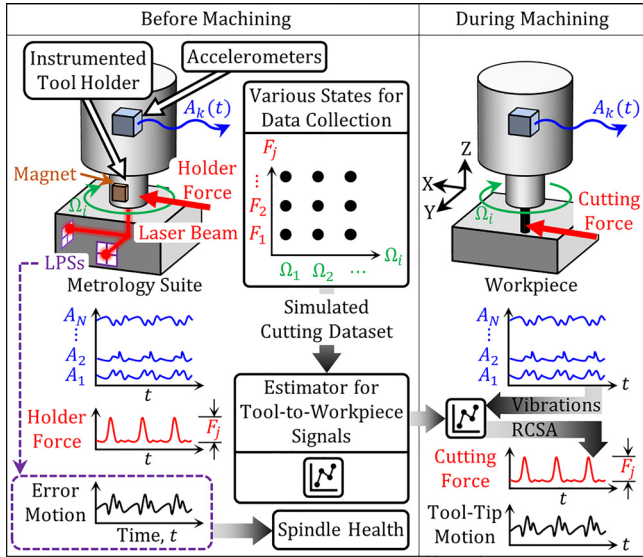 Before Machining
During Machining
Instrumented
Tool Holder
Accelerometers
A_k(t)
Magnet
Holder
Force
Ω_i
Laser Beam
LPSs
Metrology Suite
Various States for
Data Collection
F_j
⋮
F_2
F_1
Ω_1 Ω_2 ⋯ Ω_i
Simulated
Cutting Dataset
A_N
⋮
A_2
A_1
t
Holder
Force
F_j
t
Error
Motion
Time, t
Estimator for
Tool-to-Workpiece
Signals
Spindle Health
A_k(t)
Z
X
Y
Ω_i
Cutting
Force
Workpiece
A_N
⋮
A_2
A_1
t
Vibrations
RCSA
Cutting
Force
F_j
t
Tool-Tip
Motion
t